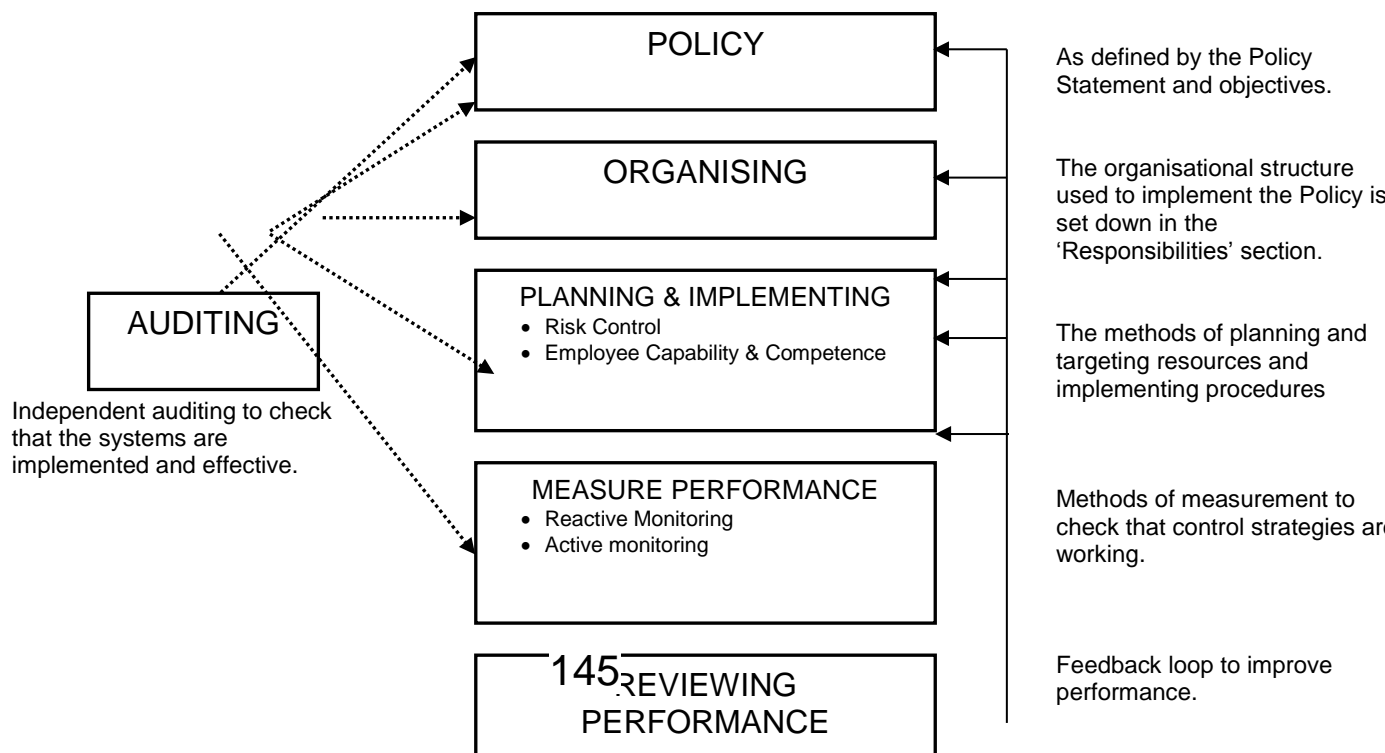 POLICY
As defined by the Policy
Statement and objectives.
ORGANISING
The organisational structure
used to implement the Policy is
set down in the
‘Responsibilities’ section.
PLANNING & IMPLEMENTING
• Risk Control
• Employee Capability & Competence
The methods of planning and
targeting resources and
implementing procedures
AUDITING
Independent auditing to check
that the systems are
implemented and effective.
MEASURE PERFORMANCE
• Reactive Monitoring
• Active monitoring
Methods of measurement to
check that control strategies are
working.
145
REVIEWING
PERFORMANCE
Feedback loop to improve
performance.